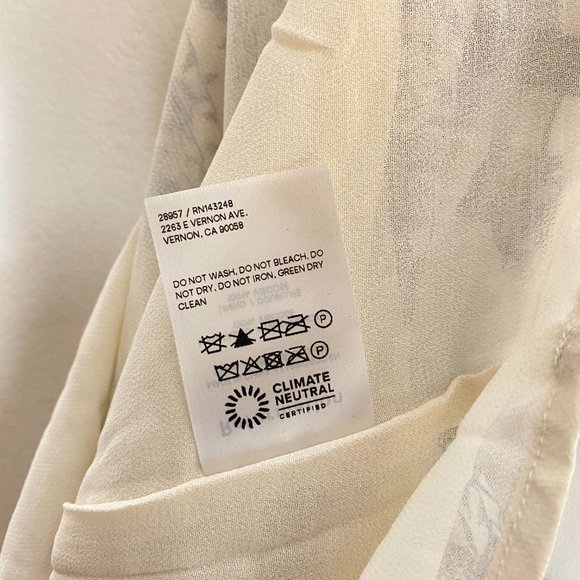 28957 / RN143248
2263 E VERNON AVE.
VERNON, CA 90058
DO NOT WASH, DO NOT BLEACH, DO
NOT DRY, DO NOT IRON, GREEN DRY
CLEAN
P
P
CLIMATE
NEUTRAL
CERTIFIED